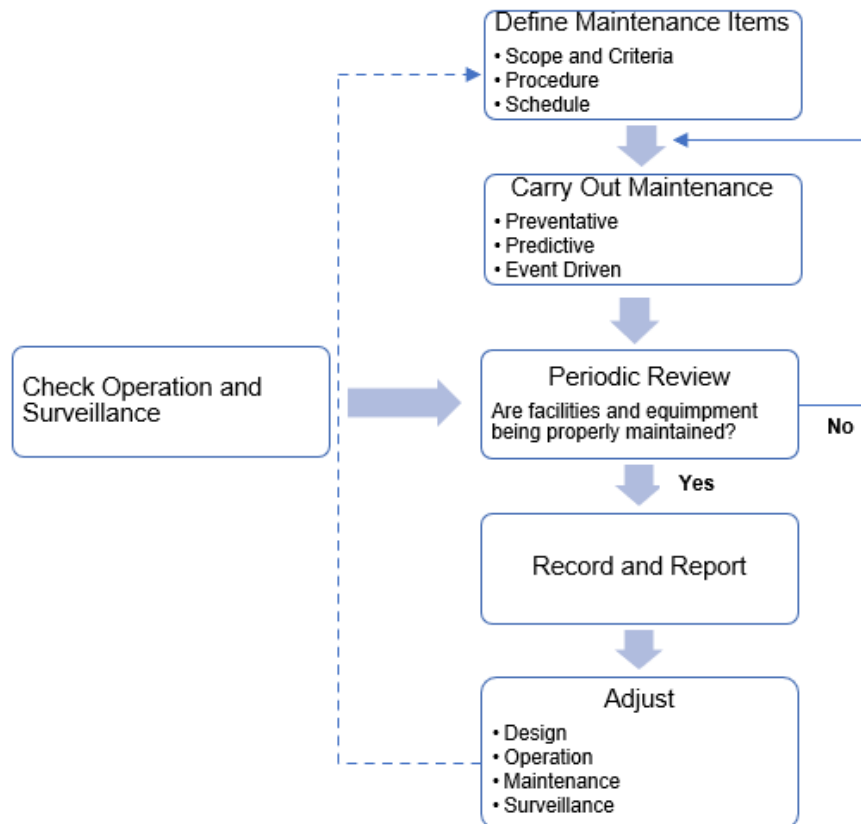 Define Maintenance Items
• Scope and Criteria
• Procedure
• Schedule
Carry Out Maintenance
• Preventative
• Predictive
• Event Driven
Check Operation and
Surveillance
Periodic Review
Are facilities and equimpment
being properly maintained?
No
Yes
Record and Report
Adjust
• Design
• Operation
• Maintenance
• Surveillance